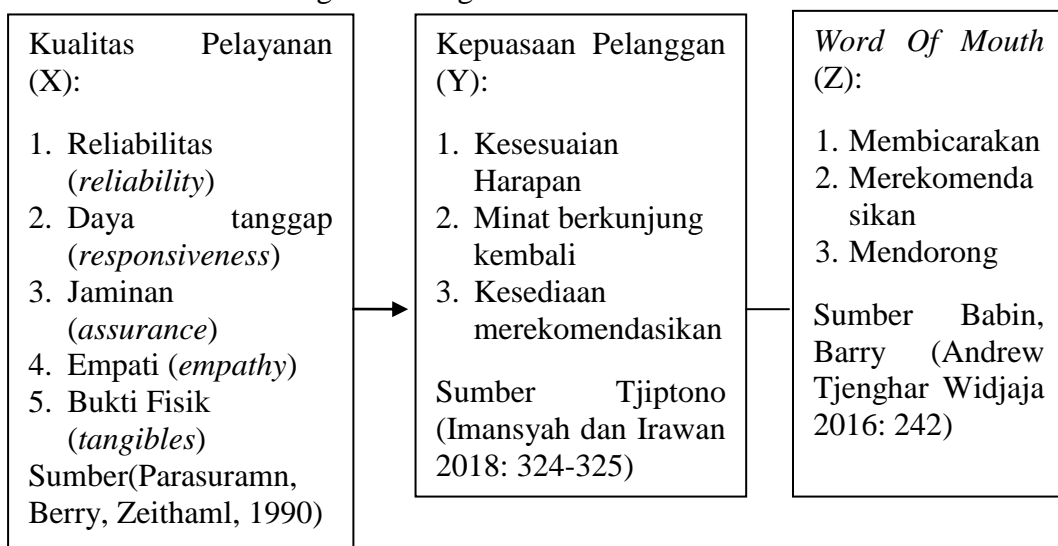 Kualitas Pelayanan
(X):
1. Reliabilitas
(reliability)
2. Daya tanggap
(responsiveness)
3. Jaminan
(assurance)
4. Empati (empathy)
5. Bukti Fisik
(tangibles)
Sumber(Parasuramn,
Berry, Zeithaml, 1990)
Kepuasaan Pelanggan
(Y):
1. Kesesuaian
Harapan
2. Minat berkunjung
kembali
3. Kesediaan
merekomendasikan
Sumber Tjiptono
(Imansyah dan Irawan
2018: 324-325)
Word Of Mouth
(Z):
1. Membicarakan
2. Merekomenda
sikan
3. Mendorong
Sumber Babin,
Barry (Andrew
Tjenghar Widjaja
2016: 242)